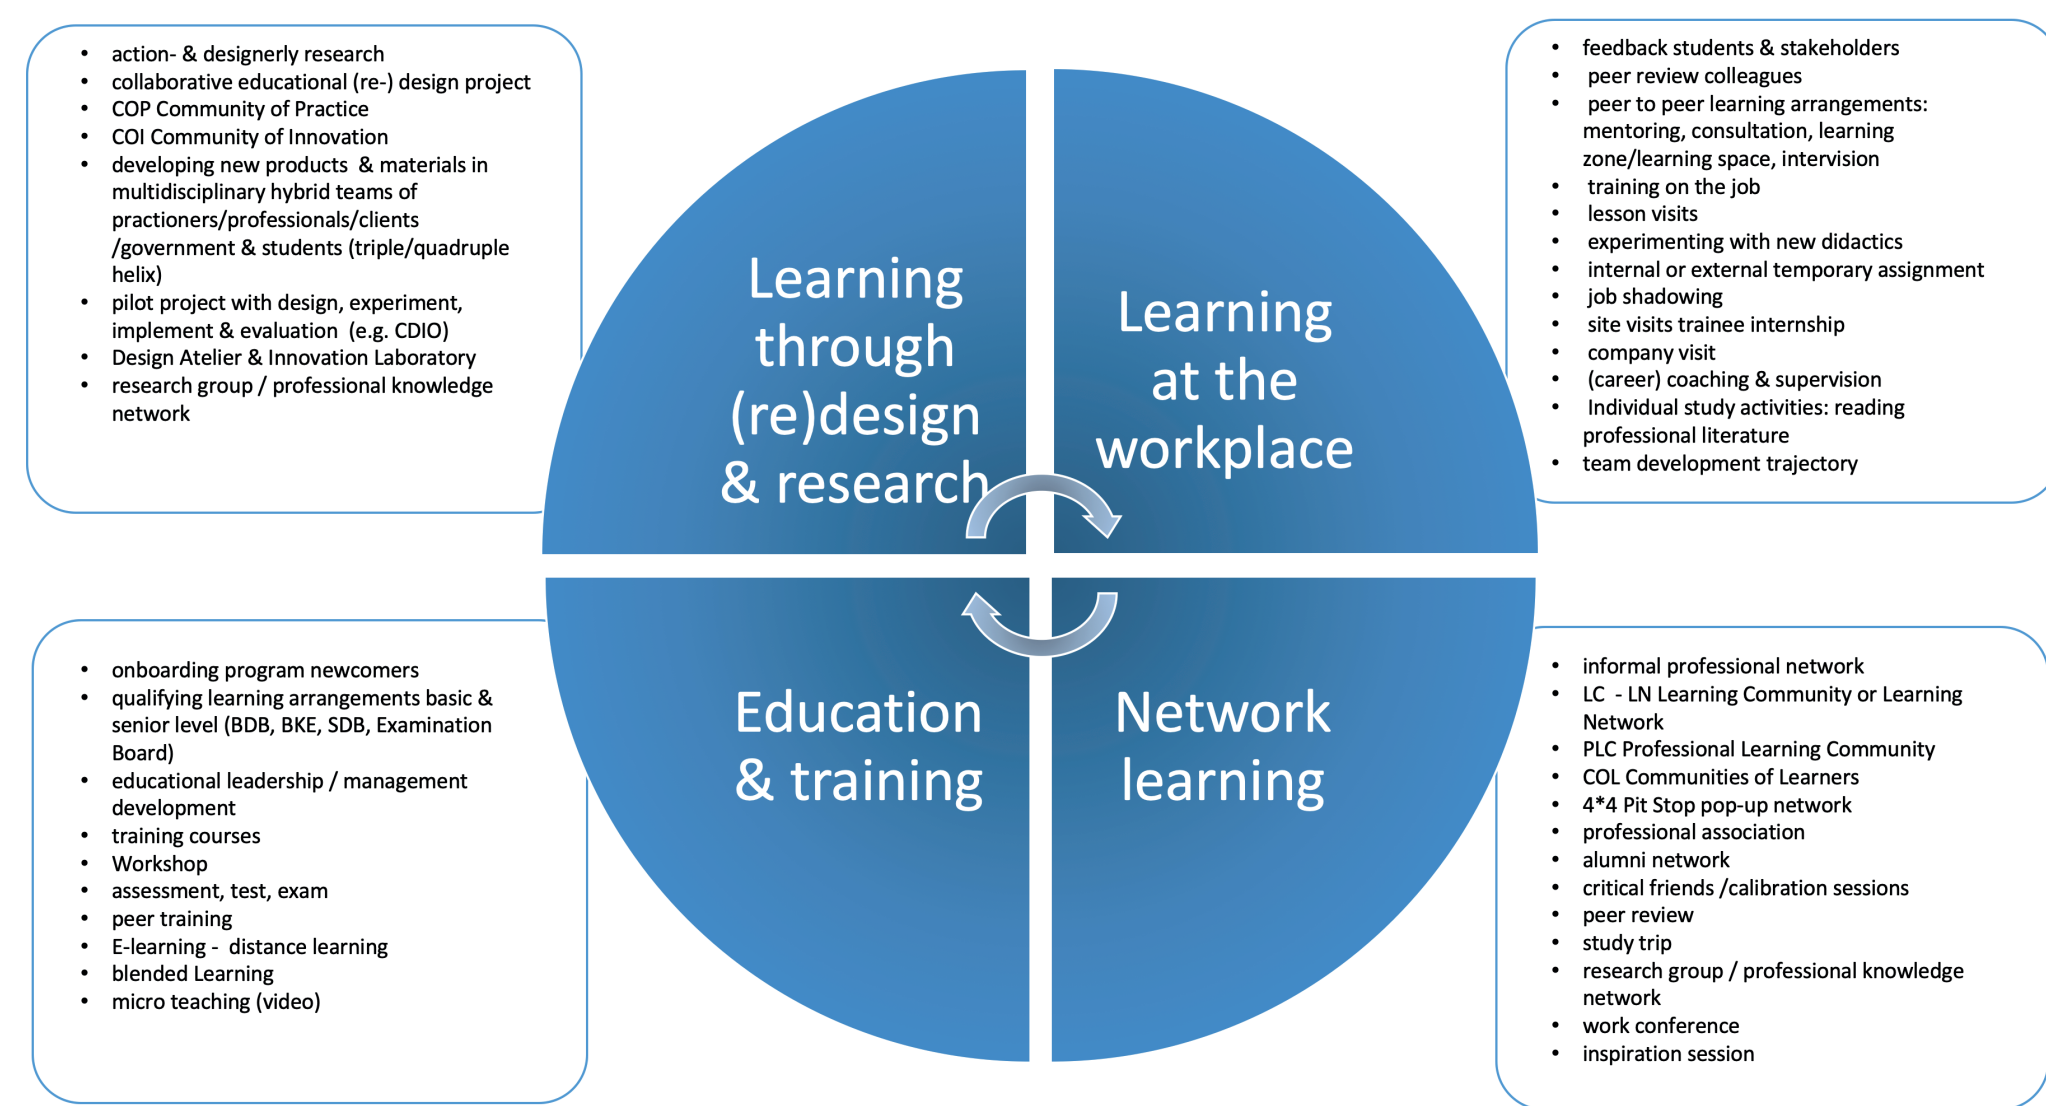 • action- & designerly research
• collaborative educational (re-) design project
• COP Community of Practice
• COI Community of Innovation
• developing new products  & materials in
multidisciplinary hybrid teams of
practioners/professionals/clients
/government & students (triple/quadruple
helix)
• pilot project with design, experiment,
implement & evaluation  (e.g. CDIO)
• Design Atelier & Innovation Laboratory
• research group / professional knowledge
network
Learning
through
(re)design
& research
Learning
at the
workplace
• feedback students & stakeholders
• peer review colleagues
• peer to peer learning arrangements:
mentoring, consultation, learning
zone/learning space, intervision
• training on the job
• lesson visits
• experimenting with new didactics
• internal or external temporary assignment
• job shadowing
• site visits trainee internship
• company visit
• (career) coaching & supervision
• Individual study activities: reading
professional literature
• team development trajectory
• onboarding program newcomers
• qualifying learning arrangements basic &
senior level (BDB, BKE, SDB, Examination
Board)
• educational leadership / management
development
• training courses
• Workshop
• assessment, test, exam
• peer training
• E-learning -  distance learning
• blended Learning
• micro teaching (video)
Education
& training
Network
learning
• informal professional network
• LC  - LN Learning Community or Learning
Network
• PLC Professional Learning Community
• COL Communities of Learners
• 4*4 Pit Stop pop-up network
• professional association
• alumni network
• critical friends /calibration sessions
• peer review
• study trip
• research group / professional knowledge
network
• work conference
• inspiration session